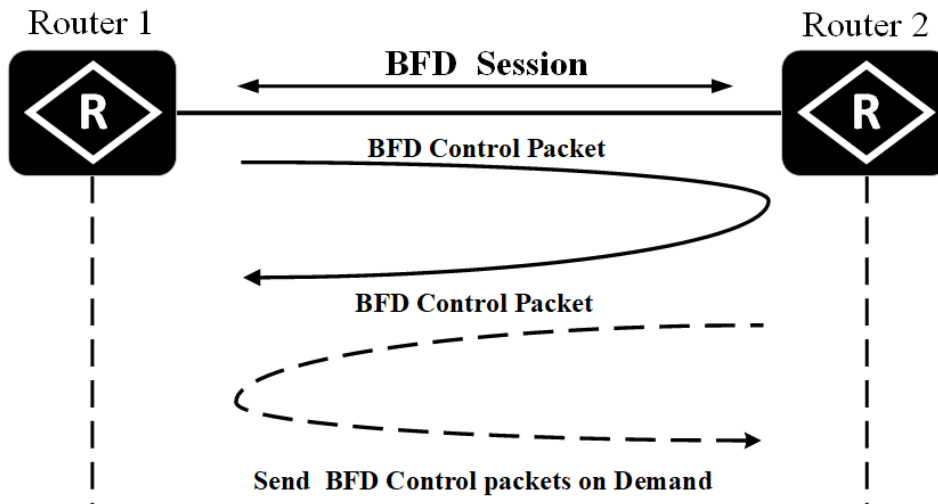 Router 1
Router 2
BFD Session
R
R
BFD Control Packet
BFD Control Packet
Send BFD Control packets on Demand